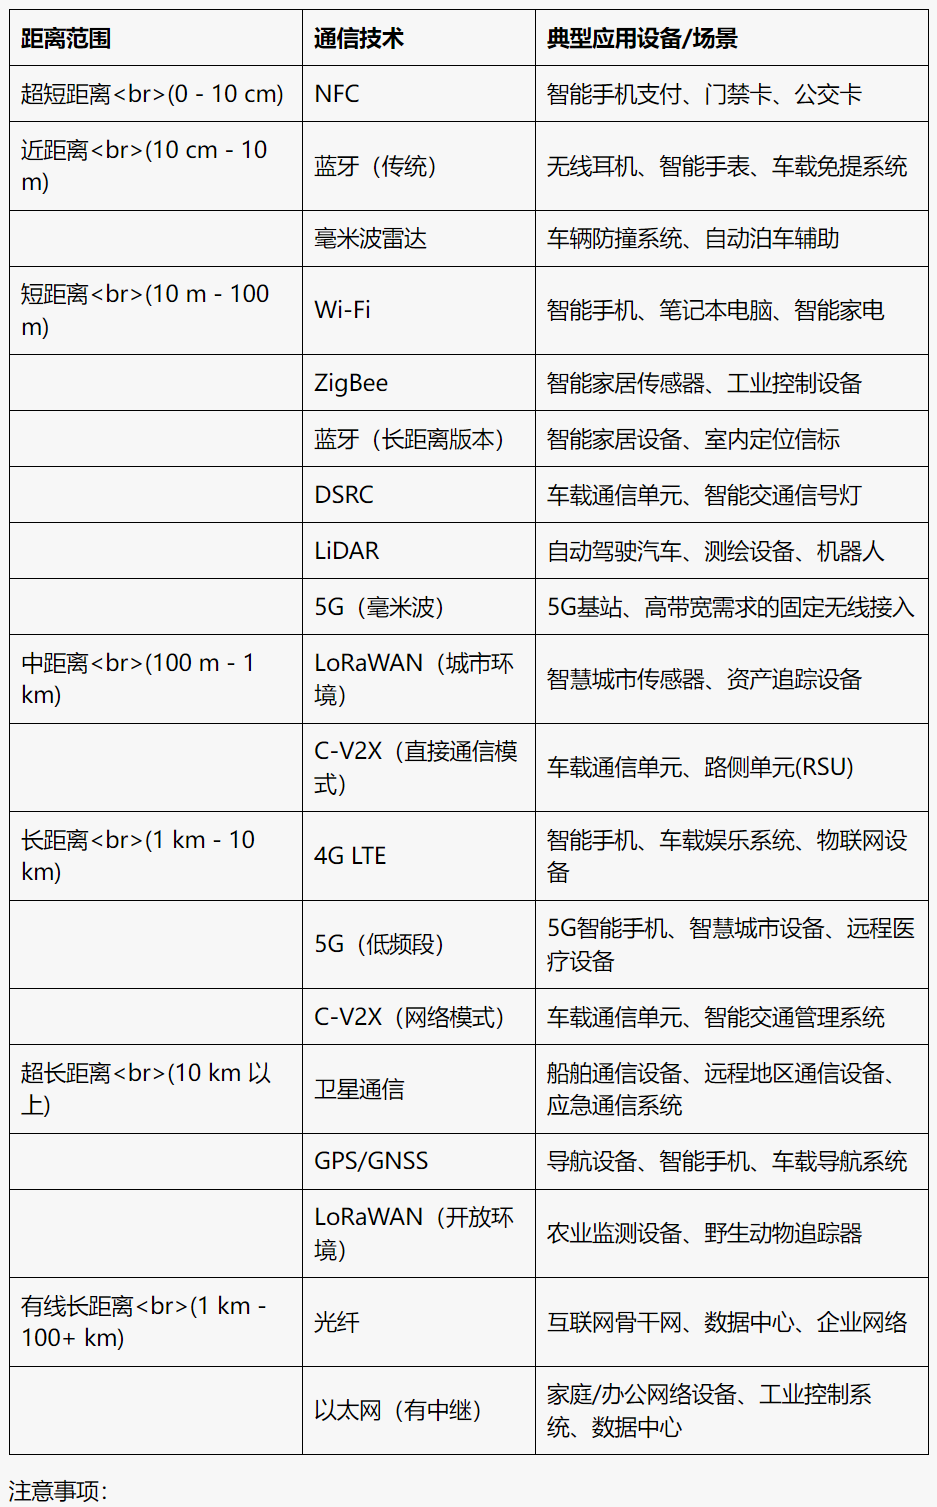 距离范围 通信技术 典型应用设备/场景
超短距离<br>(0 - 10 cm) NFC 智能手机支付、门禁卡、公交卡
近距离<br>(10 cm - 10
m)
蓝牙（传统） 无线耳机、智能手表、车载免提系统
毫米波雷达 车辆防撞系统、自动泊车辅助
短距离<br>(10 m - 100
m)
Wi-Fi 智能手机、笔记本电脑、智能家电
ZigBee 智能家居传感器、工业控制设备
蓝牙（长距离版本） 智能家居设备、室内定位信标
DSRC 车载通信单元、智能交通信号灯
LiDAR 自动驾驶汽车、测绘设备、机器人
5G（毫米波） 5G基站、高带宽需求的固定无线接入
中距离<br>(100 m - 1
km)
LoRaWAN（城市环
境）
智慧城市传感器、资产追踪设备
C-V2X（直接通信模
式）
车载通信单元、路侧单元(RSU)
长距离<br>(1 km - 10
km)
4G LTE
智能手机、车载娱乐系统、物联网设
备
5G（低频段）
5G智能手机、智慧城市设备、远程医
疗设备
C-V2X（网络模式） 车载通信单元、智能交通管理系统
超长距离<br>(10 km 以
上)
卫星通信
船舶通信设备、远程地区通信设备、
应急通信系统
GPS/GNSS 导航设备、智能手机、车载导航系统
LoRaWAN（开放环
境）
农业监测设备、野生动物追踪器
有线长距离<br>(1 km -
100+ km)
光纤 互联网骨干网、数据中心、企业网络
以太网（有中继）
家庭/办公网络设备、工业控制系
统、数据中心
注意事项：